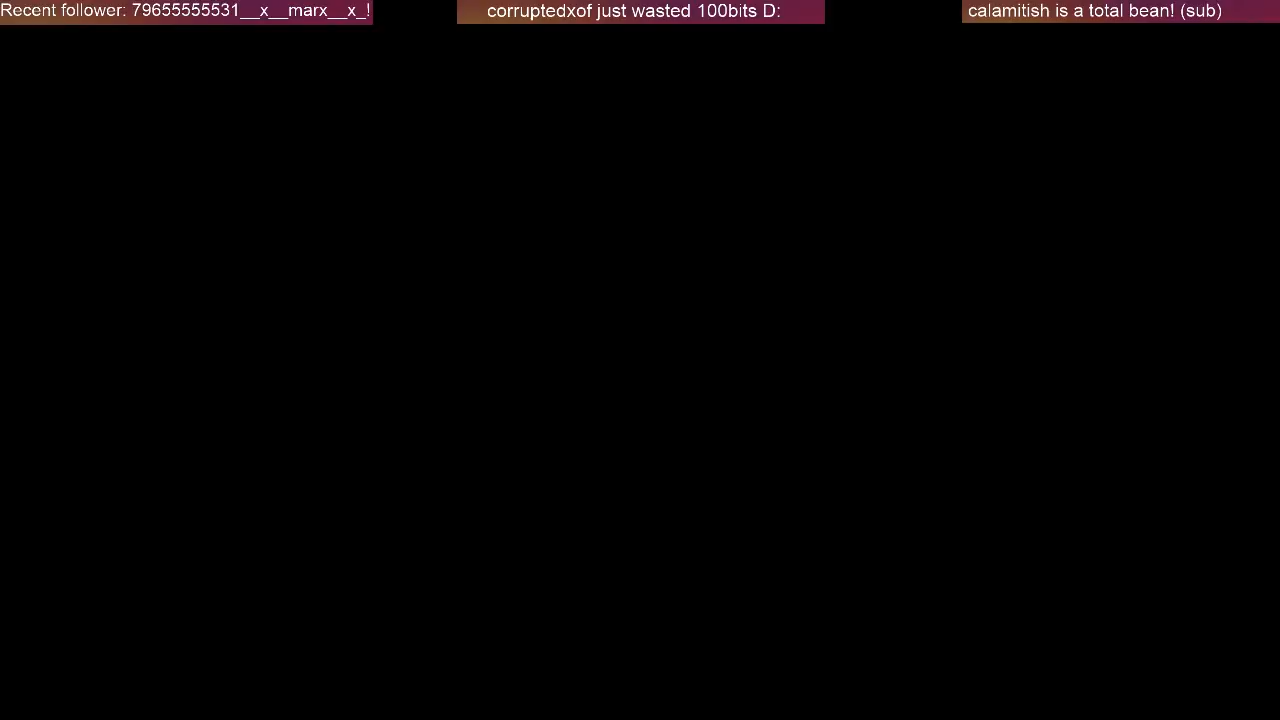 Recent follower: 79655555531__x__marx__x_!
corruptedxof just wasted 100bits D:
calamitish is a total bean! (sub)